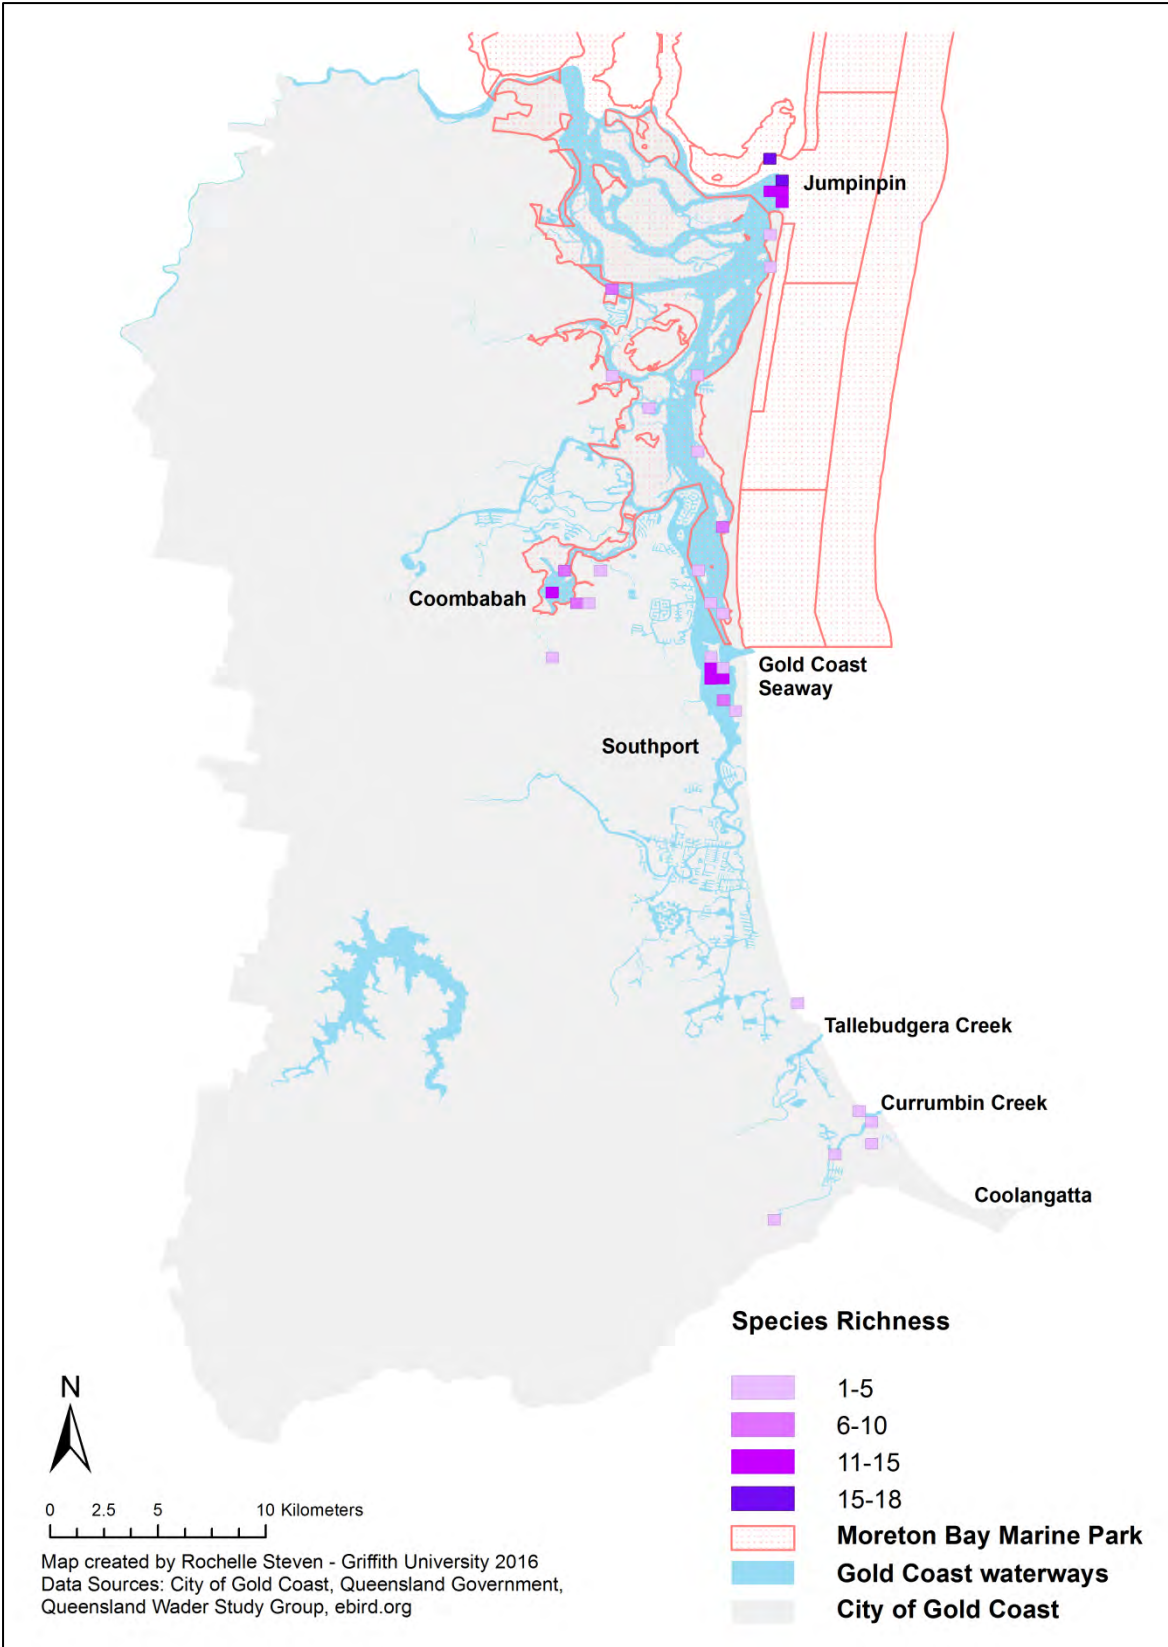 Jumpinpin
Coombabah
Gold Coast
Seaway
Southport
Tallebudgera Creek
Currumbin Creek
Coolangatta
Species Richness
1-5
6-10
11-15
15-18
Moreton Bay Marine Park
Gold Coast waterways
City of Gold Coast
N
0 2.5 5 10 Kilometers
Map created by Rochelle Steven - Griffith University 2016
Data Sources: City of Gold Coast, Queensland Government,
Queensland Wader Study Group, ebird.org